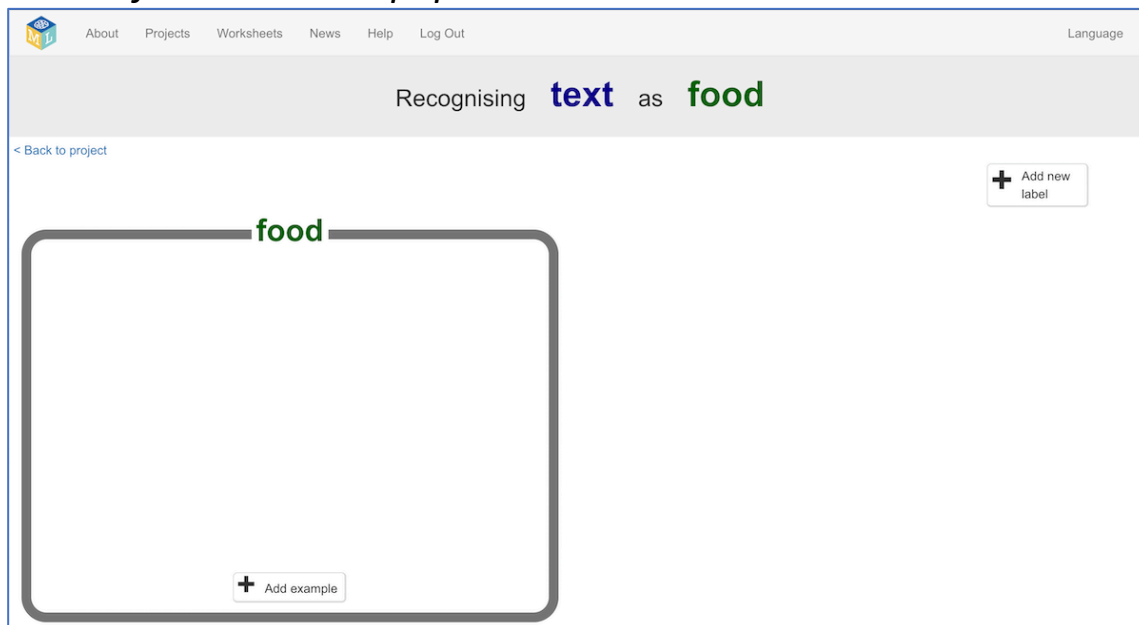 ML
About Projects Worksheets News Help Log Out Language
Recognising text as food
< Back to project
Add new
label
food
Add example